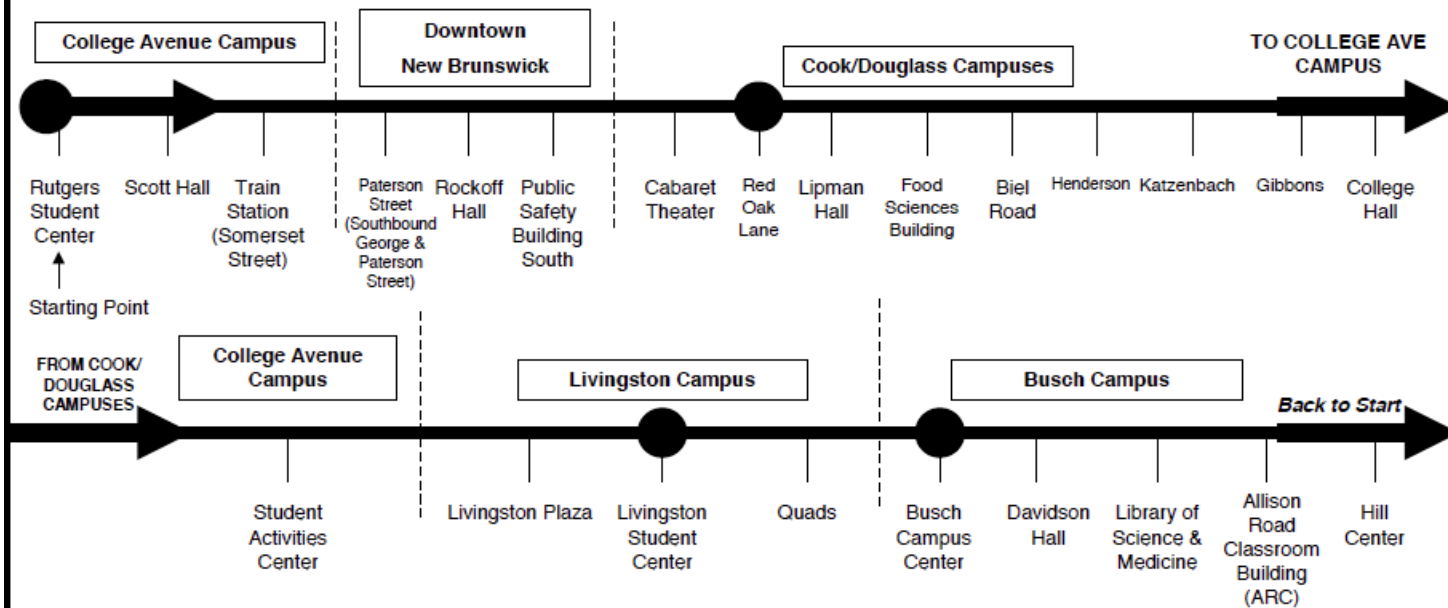 College Avenue Campus
Downtown
New Brunswick
Cook/Douglass Campuses
TO COLLEGE AVE
CAMPUS
Rutgers
Student
Center
Scott Hall
Train
Station
(Somerset
Street)
Paterson
Street
(Southbound
George &
Paterson
Street)
Rockoff
Hall
Public
Safety
Building
South
Cabaret
Theater
Red
Oak
Lane
Lipman
Hall
Food
Sciences
Building
Biel
Road
Henderson
Katzenbach
Gibbons
College
Hall
Starting Point
FROM COOK/
DOUGLASS
CAMPUSES
College Avenue
Campus
Livingston Campus
Busch Campus
Back to Start
Student
Activities
Center
Livingston Plaza
Livingston
Student
Center
Quads
Busch
Campus
Center
Davidson
Hall
Library of
Science &
Medicine
Allison
Road
Classroom
Building
(ARC)
Hill
Center